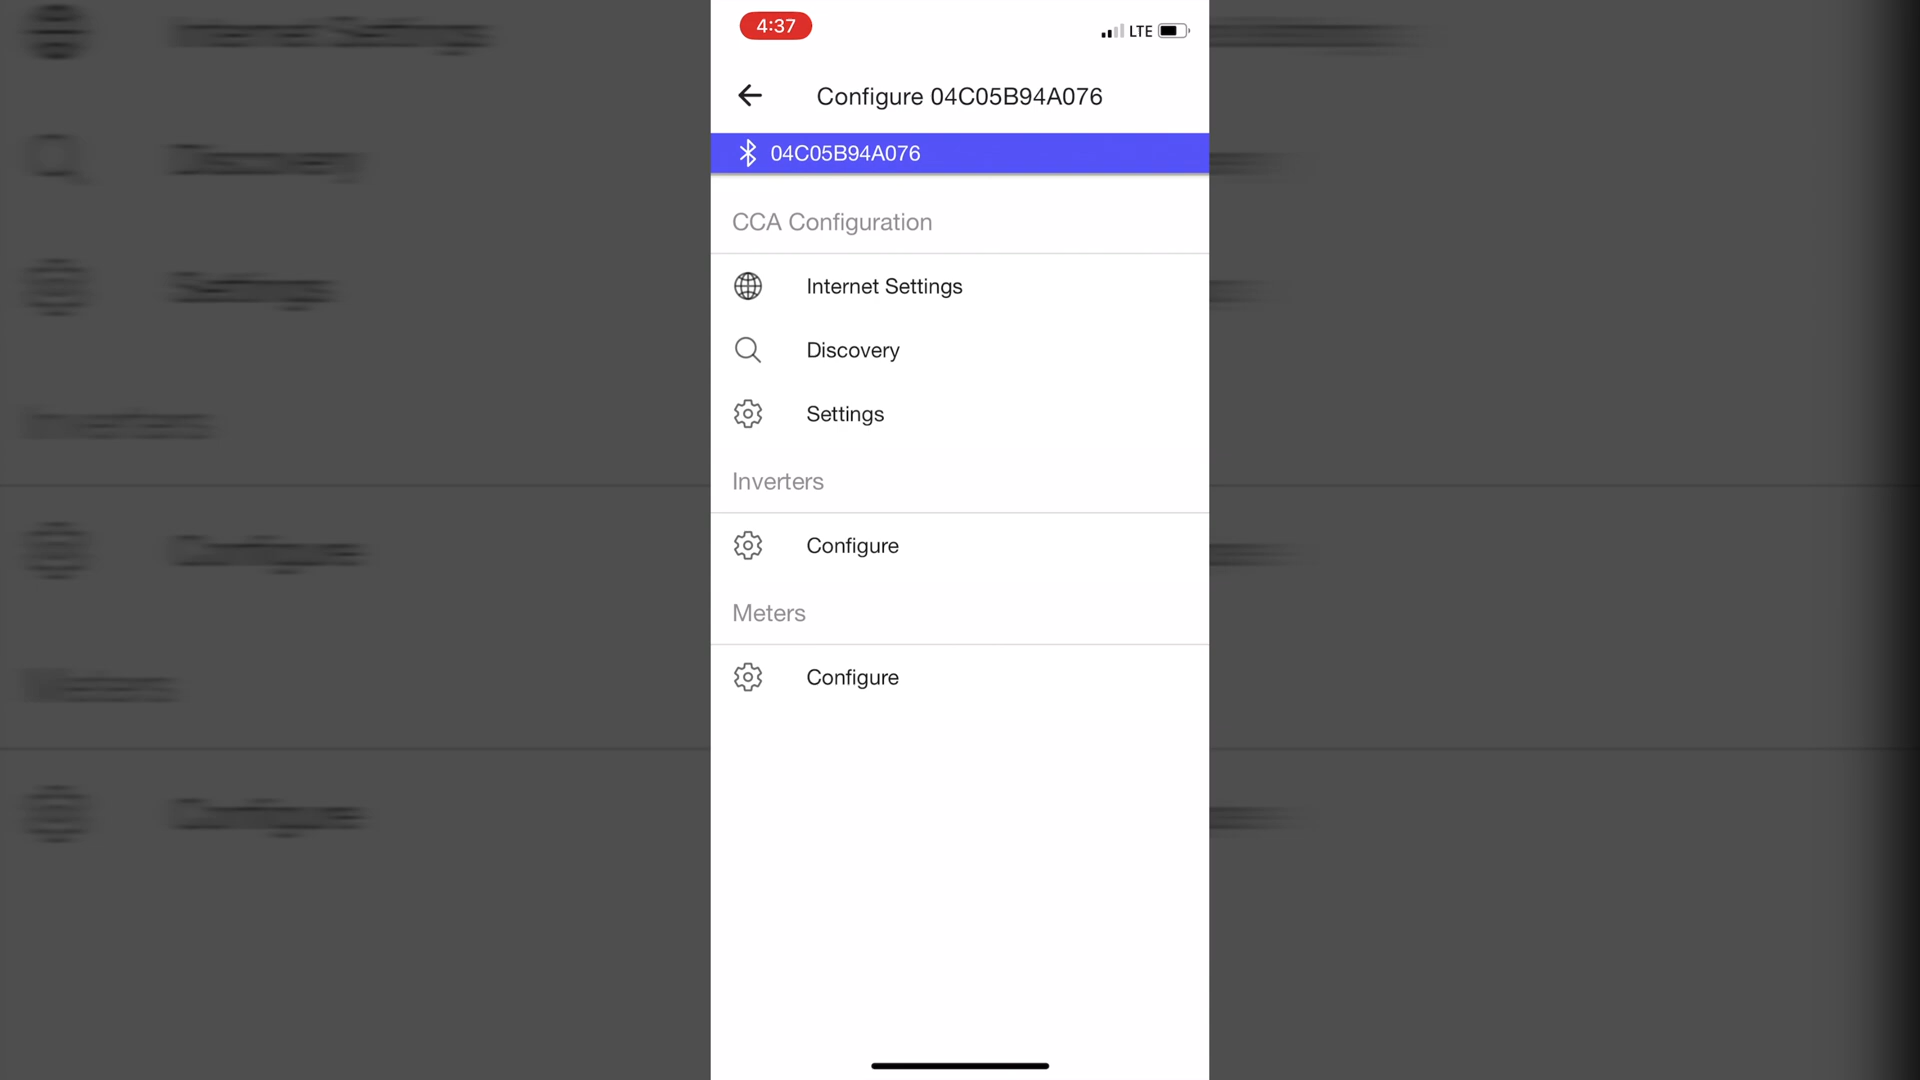 4:37
LTE
Configure 04C05B94A076
04C05B94A076
CCA Configuration
Internet Settings
Discovery
Settings
Inverters
Configure
Meters
Configure